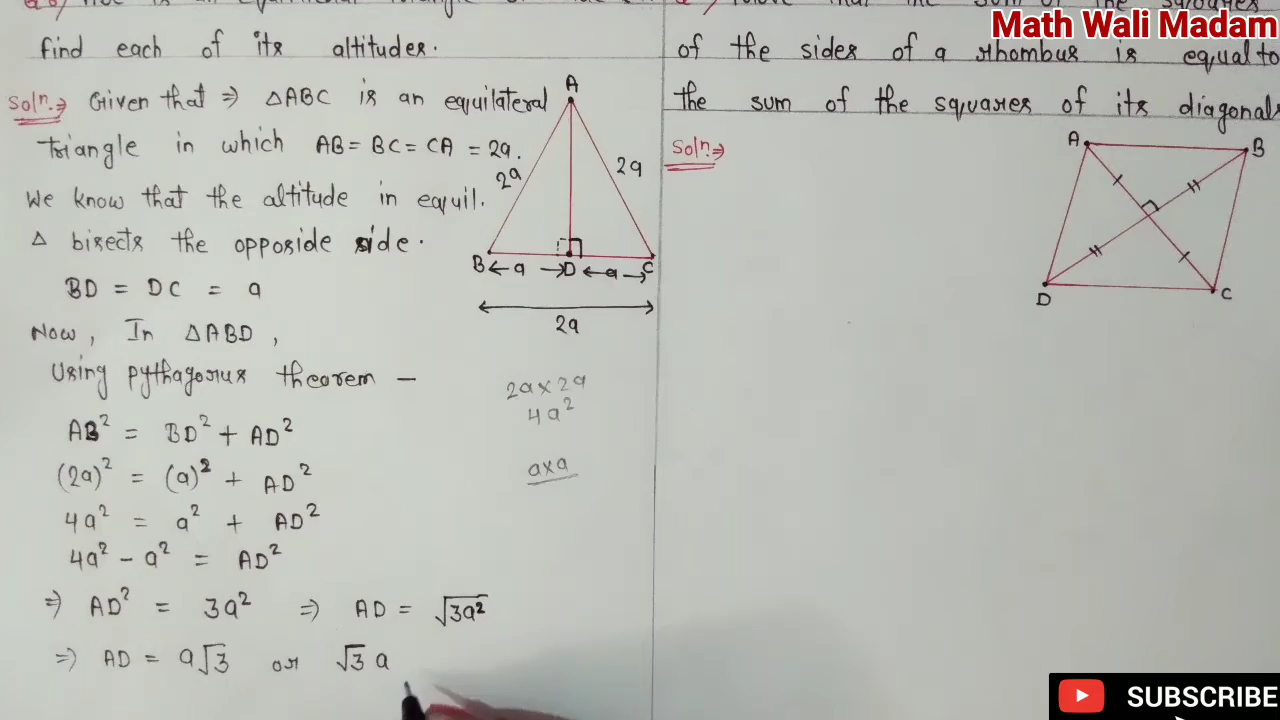 find each of its altitudes.
Soln.⇒ Given that ⇒ △ABC is an equilateral
triangle in which AB = BC = CA = 2a.
We know that the altitude in equil.
△ bisects the opposide side.
BD = DC = a
Now, In △ABD,
Using pythagorus theorem —
AB² = BD² + AD²
(2a)² = (a)² + AD²
4a² = a² + AD²
4a² - a² = AD²
⇒ AD² = 3a² ⇒ AD = √3a²
⇒ AD = a√3 or √3 a
A
2a
2a
B ← a → D ← a → C
2a
2a × 2a
4a²
a×a
Math Wali Madam
of the sides of a rhombus is equal to
the sum of the squares of its diagonals
Soln.⇒
A
B
D
C
SUBSCRIBE